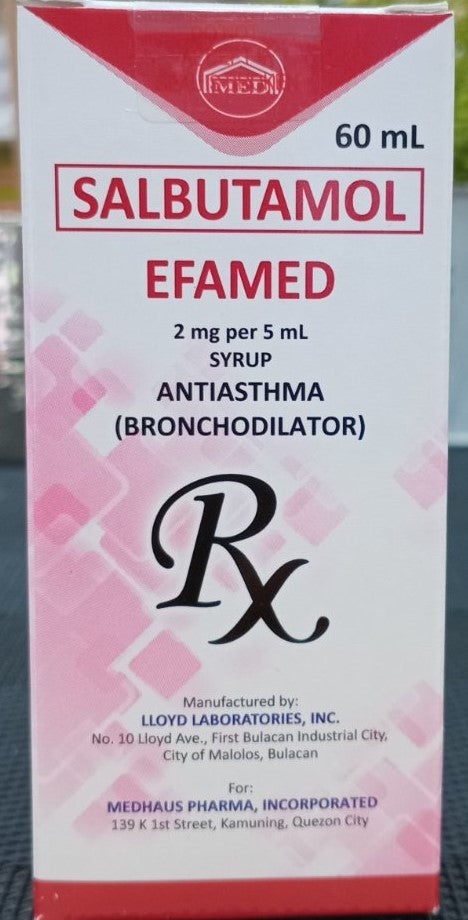 MED
60 mL
SALBUTAMOL
EFAMED
2 mg per 5 mL
SYRUP
ANTIASTHMA
(BRONCHODILATOR)
Rx
Manufactured by:
LLOYD LABORATORIES, INC.
No. 10 Lloyd Ave., First Bulacan Industrial City,
City of Malolos, Bulacan
For:
MEDHAUS PHARMA, INCORPORATED
139 K 1st Street, Kamuning, Quezon City